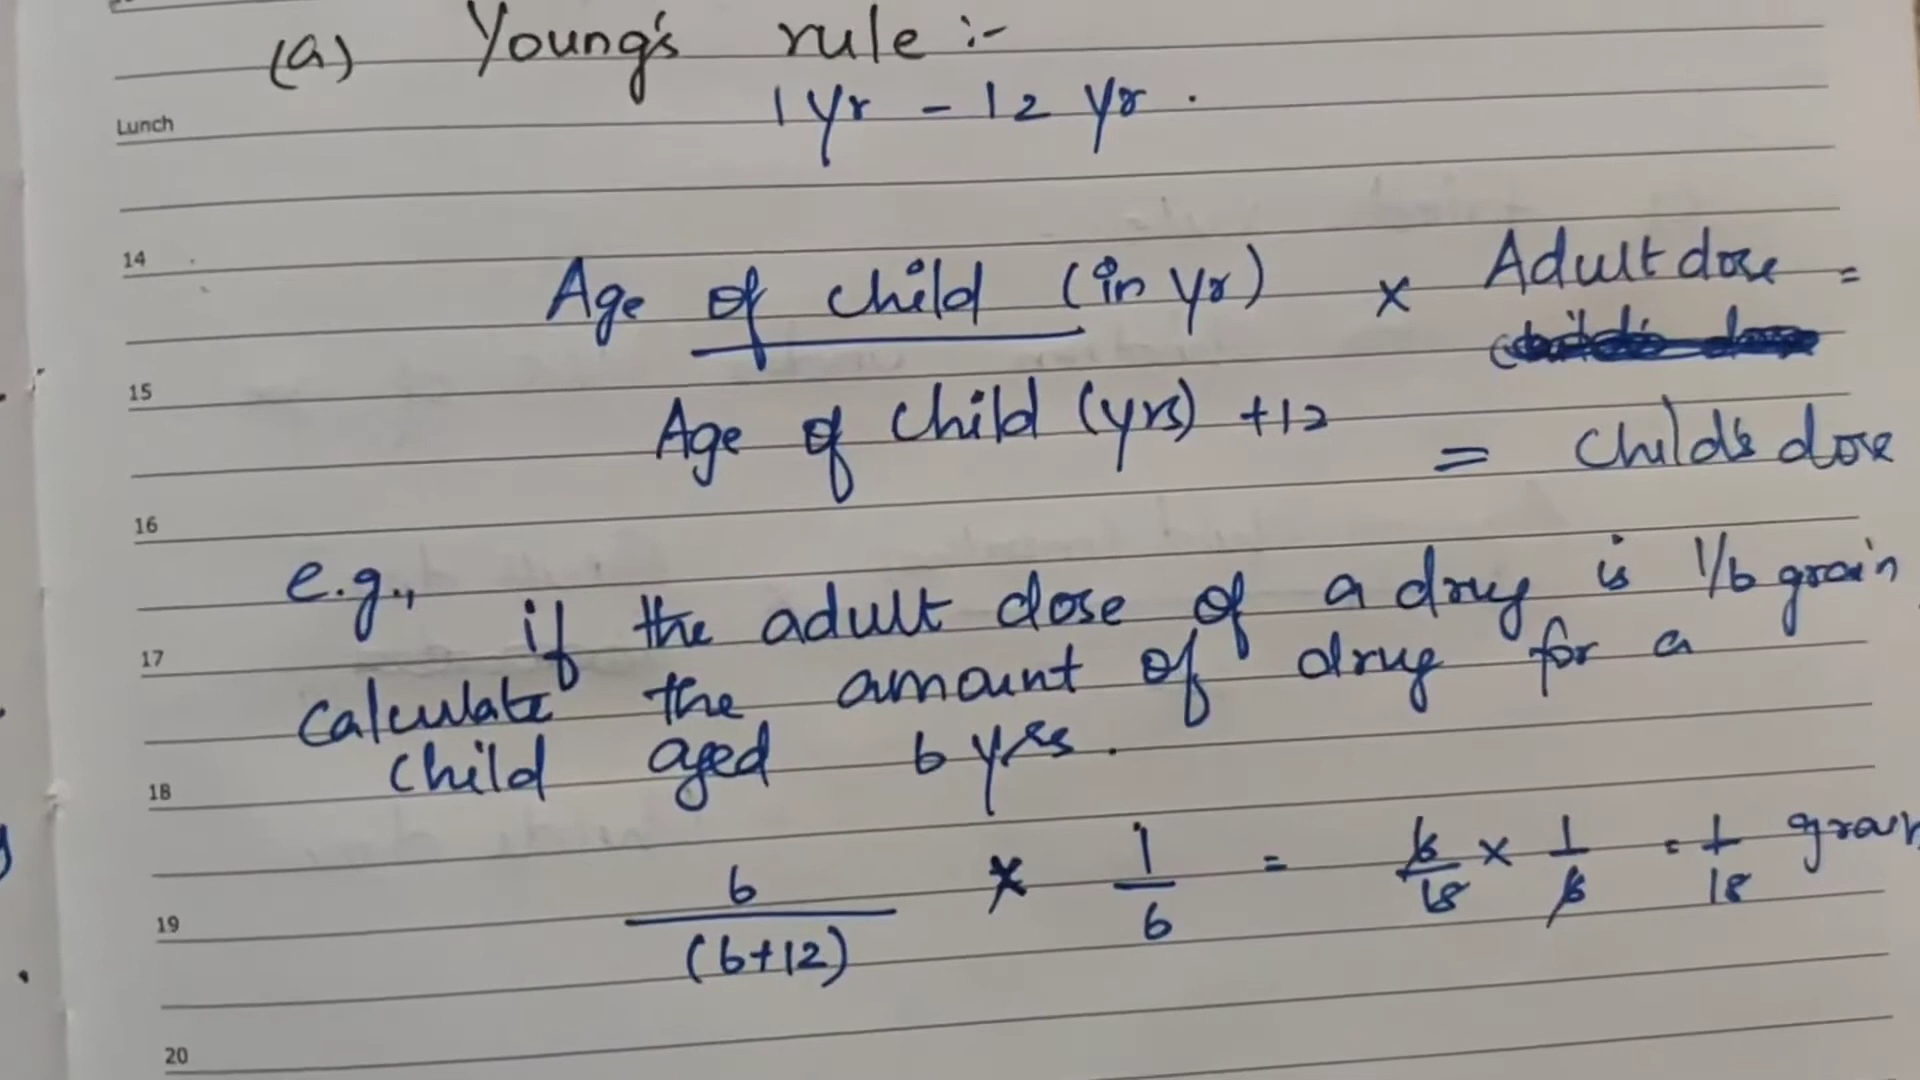 (a) Young's rule :-
Lunch
1 yr - 12 yr.
14
Age of child (in yr) × Adult dose =
15
Age of child (yrs) +12
= Child's dose
16
e.g., if the adult dose of a drug is 1/6 grain
17
calculate the amount of drug for a
child aged 6 yrs.
18
6/(6+12) × 1/6 = 6/18 × 1/6 = 1/18 grain
19
20